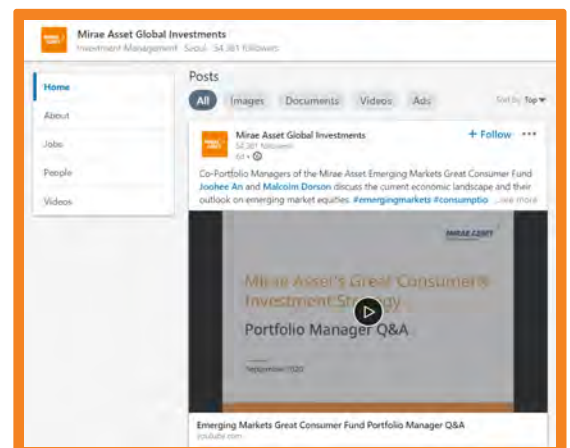 Mirae Asset Global Investments
Investment Management Seoul 54,381 followers
Home
About
Jobs
People
Videos
Posts
All Images Documents Videos Ads Sort by: Top
MIRAE ASSET
Mirae Asset Global Investments
54,381 followers
6d •
+ Follow
Co-Portfolio Managers of the Mirae Asset Emerging Markets Great Consumer Fund
Joohee An and Malcolm Dorson discuss the current economic landscape and their
outlook on emerging market equities. #emergingmarkets #consumptio ...see more
MIRAE ASSET
Mirae Asset's Great Consumer®
Investment Strategy
Portfolio Manager Q&A
September 2020
Emerging Markets Great Consumer Fund Portfolio Manager Q&A
youtube.com